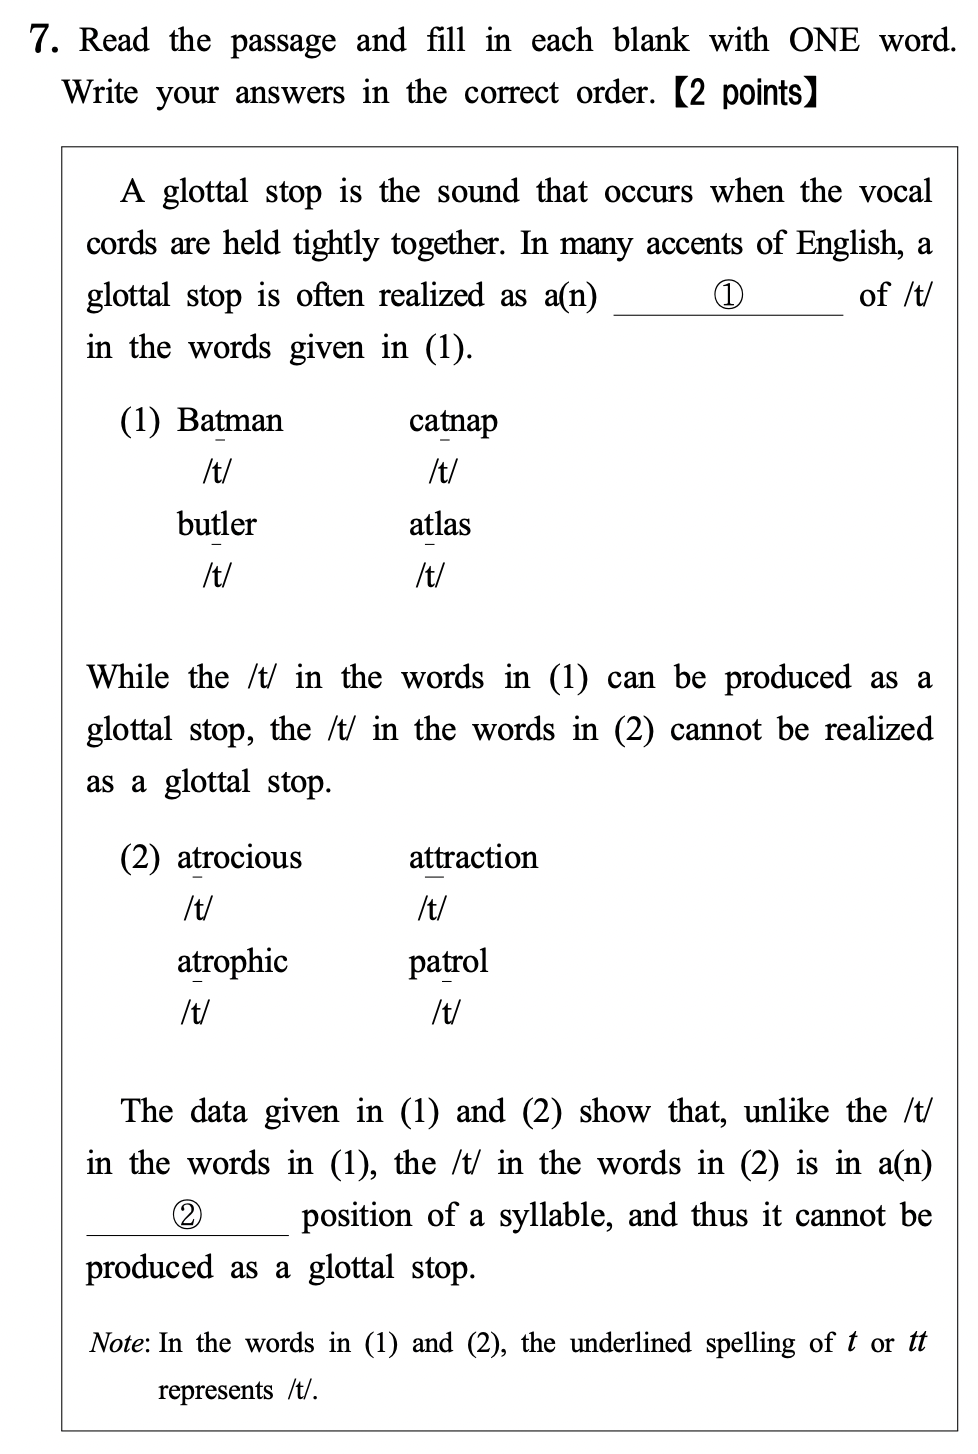 7. Read the passage and fill in each blank with ONE word.
Write your answers in the correct order.【2 points】
A glottal stop is the sound that occurs when the vocal
cords are held tightly together. In many accents of English, a
glottal stop is often realized as a(n) ① of /t/
in the words given in (1).
(1) Batman catnap
/t/ /t/
butler atlas
/t/ /t/
While the /t/ in the words in (1) can be produced as a
glottal stop, the /t/ in the words in (2) cannot be realized
as a glottal stop.
(2) atrocious attraction
/t/ /t/
atrophic patrol
/t/ /t/
The data given in (1) and (2) show that, unlike the /t/
in the words in (1), the /t/ in the words in (2) is in a(n)
② position of a syllable, and thus it cannot be
produced as a glottal stop.
Note: In the words in (1) and (2), the underlined spelling of t or tt
represents /t/.